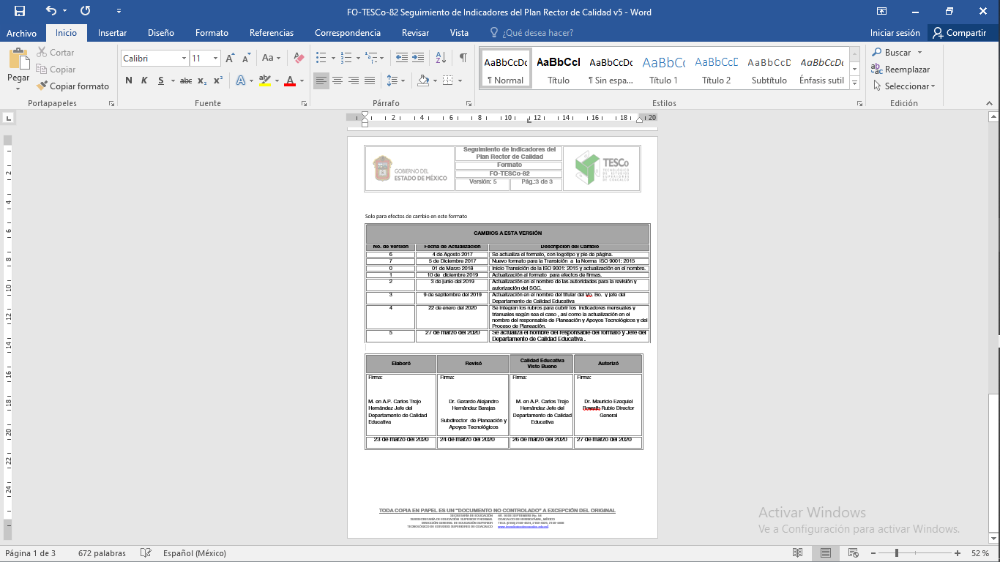 FO-TESCo-82 Seguimiento de Indicadores del Plan Rector de Calidad v5 - Word
Archivo Inicio Insertar Diseño Formato Referencias Correspondencia Revisar Vista ¿Qué desea hacer? Iniciar sesión Compartir
Pegar
Cortar
Copiar
Copiar formato
Calibri 11
Aa
N K S abc x₂ x²
AaBbCcDc AaBbCcI AaBbCcDc AaBbC( AaBbCcC AaBbCcD AaBbCcDc
¶ Normal Título ¶ Sin espa... Título 1 Título 2 Subtítulo Énfasis sutil
Buscar
Reemplazar
Seleccionar
Portapapeles Fuente Párrafo Estilos Edición
2 4 6 8 10 12 14 16 18 20
GOBIERNO DEL
ESTADO DE MÉXICO
Seguimiento de Indicadores del
Plan Rector de Calidad
Formato
FO-TESCo-82
Versión: 5 Pág.:3 de 3
TESCo
TECNOLÓGICO
DE ESTUDIOS
SUPERIORES
DE COACALCO
Solo para efectos de cambio en este formato
CAMBIOS A ESTA VERSIÓN
No. de Versión Fecha de Actualización Descripción del Cambio
6 4 de Agosto 2017 Se actualiza el formato, con logotipo y pie de página.
7 5 de Diciembre 2017 Nuevo formato para la Transición a la Norma ISO 9001: 2015
0 01 de Marzo 2018 Inicio Transición de la ISO 9001: 2015 y actualización en el nombre.
1 10 de diciembre 2019 Actualización al formato para efectos de firmas.
2 3 de junio del 2019 Actualización en el nombre de las autoridades para la revisión y
autorización del SGC.
3 9 de septiembre del 2019 Actualización en el nombre del titular del Vo. Bo. y jefe del
Departamento de Calidad Educativa
4 22 de enero del 2020 Se integran los rubros para cubrir los indicadores mensuales y
trianuales según sea el caso , así como la actualización en el
nombre del responsable de Planeación y Apoyos Tecnológicos y del
Proceso de Planeación.
5 27 de marzo del 2020 Se actualiza el nombre del responsable del formato y Jefe del
Departamento de Calidad Educativa .
Elaboró Revisó Calidad Educativa
Visto Bueno Autorizó
Firma: Firma: Firma: Firma:
M. en A.P. Carlos Trejo
Hernández Jefe del
Departamento de Calidad
Educativa
Dr. Gerardo Alejandro
Hernández Barajas
Subdirector de Planeación y
Apoyos Tecnológicos
M. en A.P. Carlos Trejo
Hernández Jefe del
Departamento de Calidad
Educativa
Dr. Mauricio Ezequiel
Rubio Director
General
23 de marzo del 2020 24 de marzo del 2020 26 de marzo del 2020 27 de marzo del 2020
TODA COPIA EN PAPEL ES UN "DOCUMENTO NO CONTROLADO" A EXCEPCIÓN DEL ORIGINAL
SECRETARÍA DE EDUCACIÓN
SUBSECRETARÍA DE EDUCACIÓN SUPERIOR Y NORMAL
DIRECCIÓN GENERAL DE EDUCACIÓN SUPERIOR
TECNOLÓGICO DE ESTUDIOS SUPERIORES DE COACALCO
COACALCO DE BERRIOZÁBAL, MÉXICO
Activar Windows
Ve a Configuración para activar Windows.
Página 1 de 3 672 palabras Español (México) 52 %